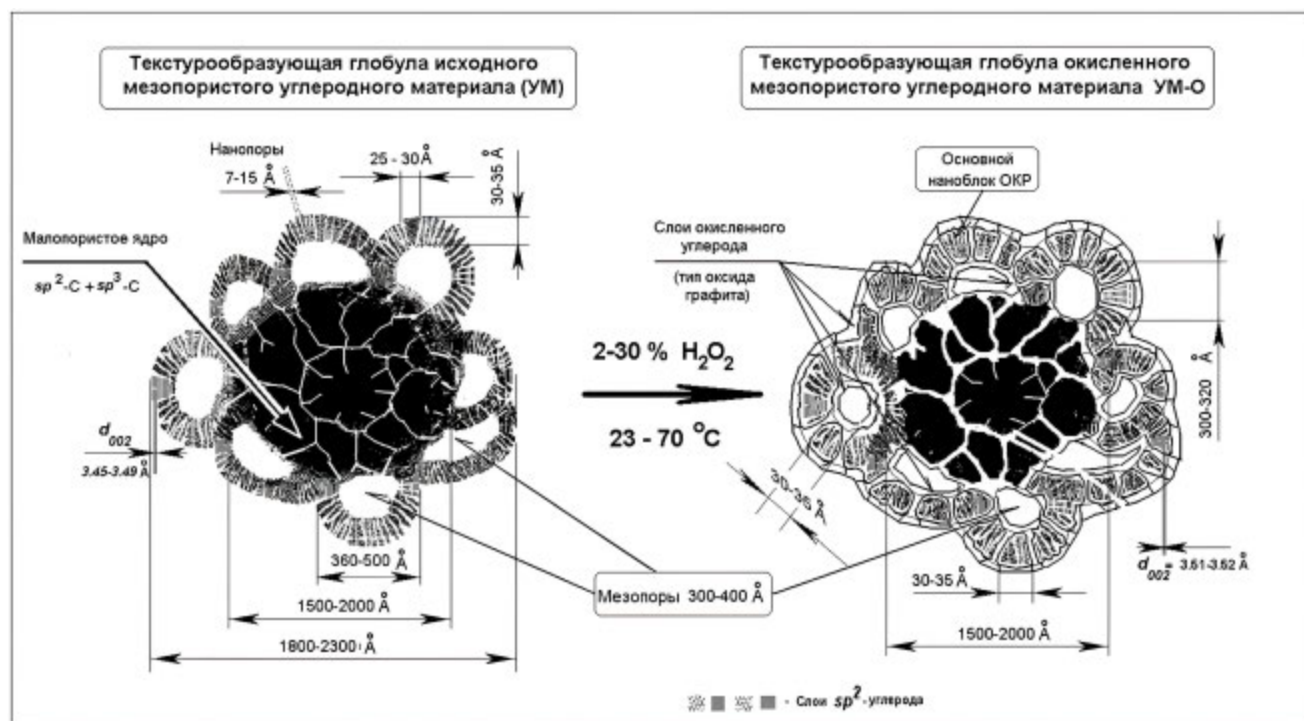 Текстурообразующая глобула исходного
мезопористого углеродного материала (УМ)
Текстурообразующая глобула окисленного
мезопористого углеродного материала УМ-О
Нанопоры
7-15 Å
25 - 30 Å
30-35 Å
Малопористое ядро
sp²-C + sp³-C
d₀₀₂
3.45-3.49 Å
360-500 Å
1500-2000 Å
1800-2300 Å
2-30 % H₂O₂
23 - 70 °C
Мезопоры 300-400 Å
Основной
наноблок ОКР
Слои окисленного
углерода
(тип оксида
графита)
300-320 Å
30-35 Å
30-35 Å
1500-2000 Å
d₀₀₂= 3.51-3.52 Å
- Слои sp²-углерода